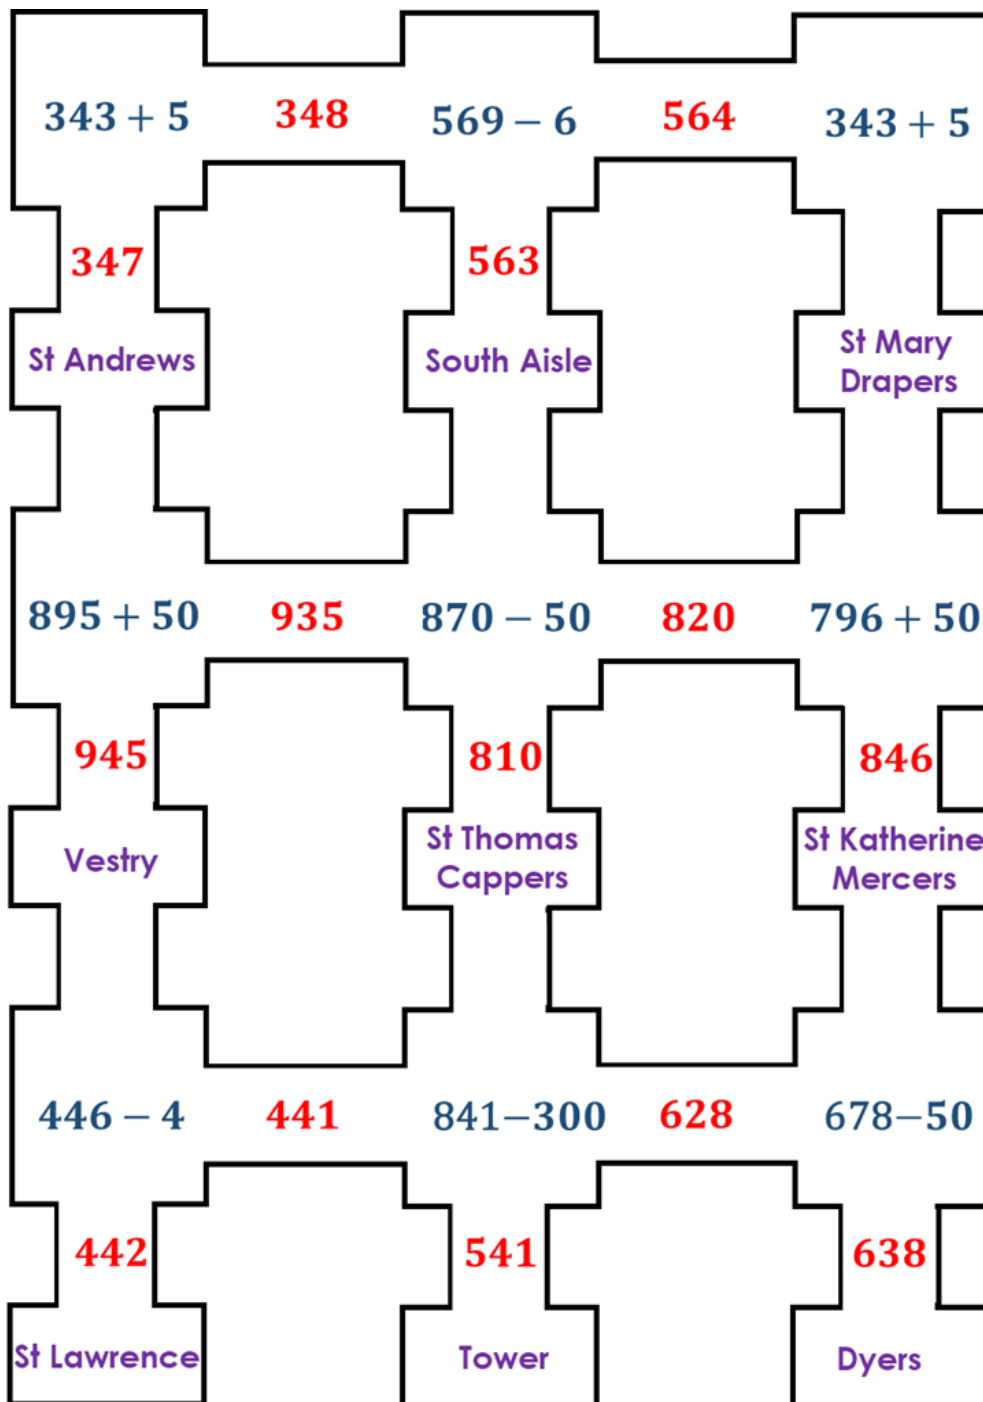 343 + 5 348 569 − 6 564 343 + 5
347 563
St Andrews South Aisle St Mary
Drapers
895 + 50 935 870 − 50 820 796 + 50
945 810 846
Vestry St Thomas
Cappers St Katherine
Mercers
446 − 4 441 841−300 628 678−50
442 541 638
St Lawrence Tower Dyers